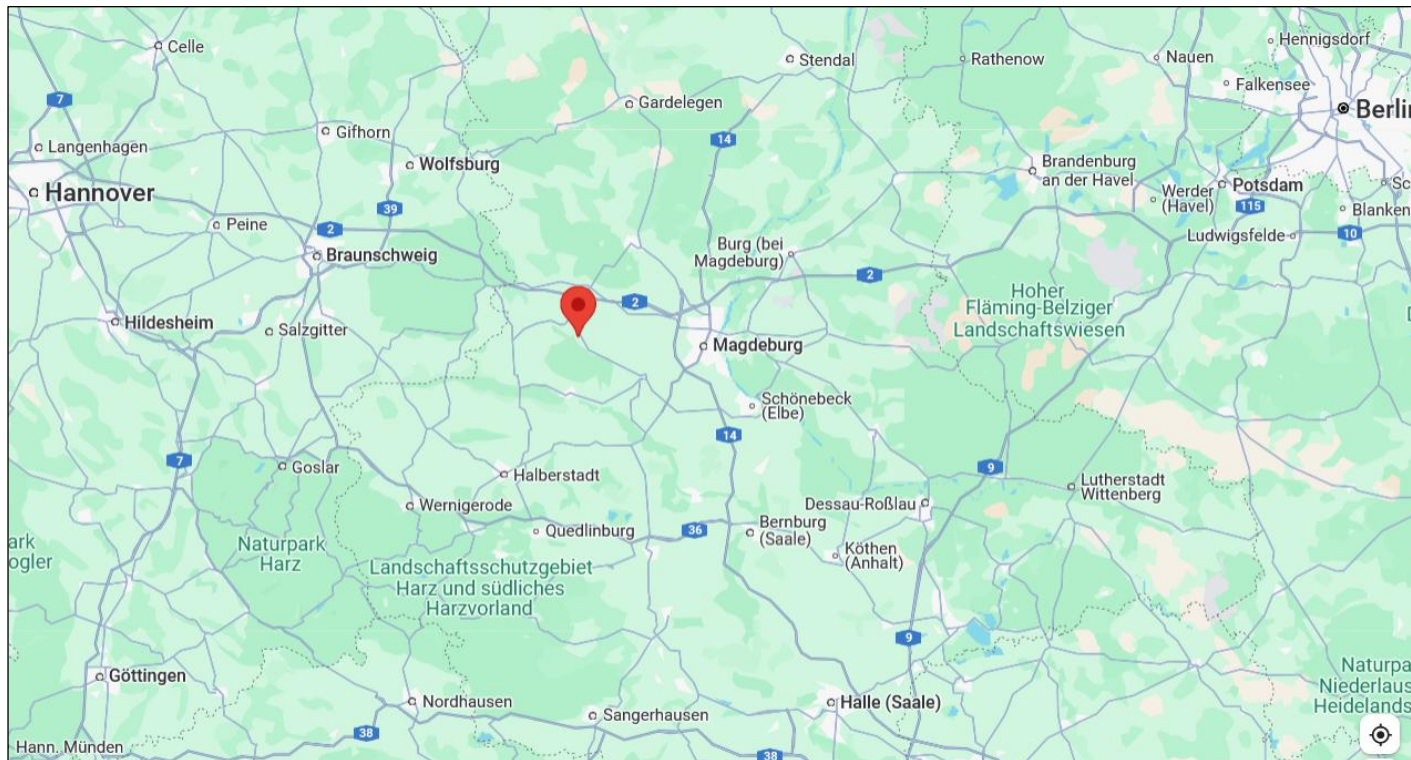 Celle
Stendal
Rathenow
Nauen
Hennigsdorf
Falkensee
Berlin
7
Gardelegen
14
Langenhagen
Gifhorn
Wolfsburg
Brandenburg
an der Havel
Werder
(Havel)
Potsdam
115
Hannover
39
Peine
2
Braunschweig
Burg (bei
Magdeburg)
2
Ludwigsfelde
10
Blanken
Sc
Hoher
Fläming-Belziger
Landschaftswiesen
2
Hildesheim
Salzgitter
Magdeburg
Schönebeck
(Elbe)
14
7
Goslar
Halberstadt
9
Lutherstadt
Wittenberg
Wernigerode
Dessau-Roßlau
Quedlinburg
36
Bernburg
(Saale)
Köthen
(Anhalt)
ark
ogler
Naturpark
Harz
Landschaftsschutzgebiet
Harz und südliches
Harzvorland
9
Göttingen
Naturpa
Niederlaus
Heidelands
Nordhausen
Sangerhausen
Halle (Saale)
38
Hann. Münden
38